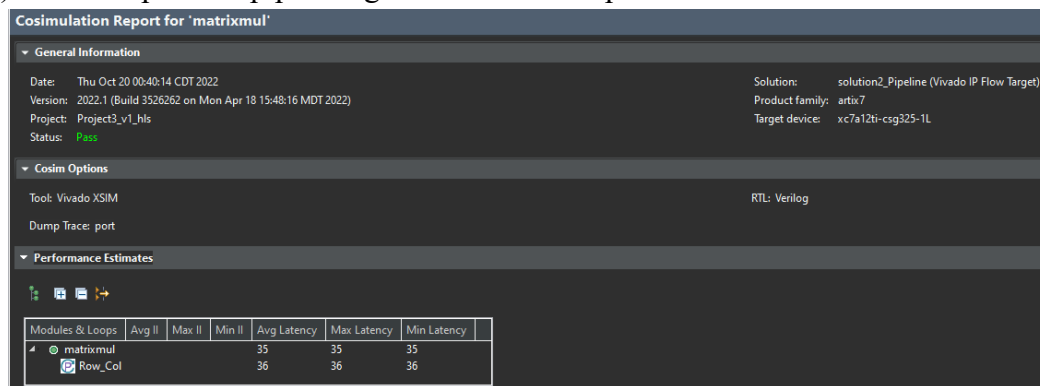 Cosimulation Report for 'matrixmul'
General Information
Date: Thu Oct 20 00:40:14 CDT 2022 Solution: solution2_Pipeline (Vivado IP Flow Target)
Version: 2022.1 (Build 3526262 on Mon Apr 18 15:48:16 MDT 2022) Product family: artix7
Project: Project3_v1_hls Target device: xc7a12ti-csg325-1L
Status: Pass
Cosim Options
Tool: Vivado XSIM RTL: Verilog
Dump Trace: port
Performance Estimates
Modules & Loops Avg II Max II Min II Avg Latency Max Latency Min Latency
matrixmul 35 35 35
P Row_Col 36 36 36